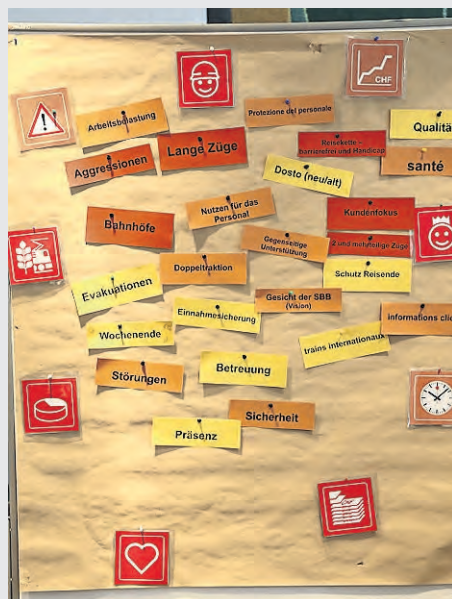 CHF
Protezione del personale
Arbeitsbelastung
Qualitä
Lange Züge
Reisekette –
barrierefrei und Handicap
Aggressionen
santé
Dosto (neu/alt)
Nutzen für das
Personal
Kundenfokus
Bahnhöfe
Gegenseitige
Unterstützung
2 und mehrteilige Züge
Doppeltraktion
Schutz Reisende
Evakuationen
Gesicht der SBB
(Vision)
Einnahmesicherung
informations clie
Wochenende
trains internationaux
Störungen
Betreuung
Sicherheit
Präsenz